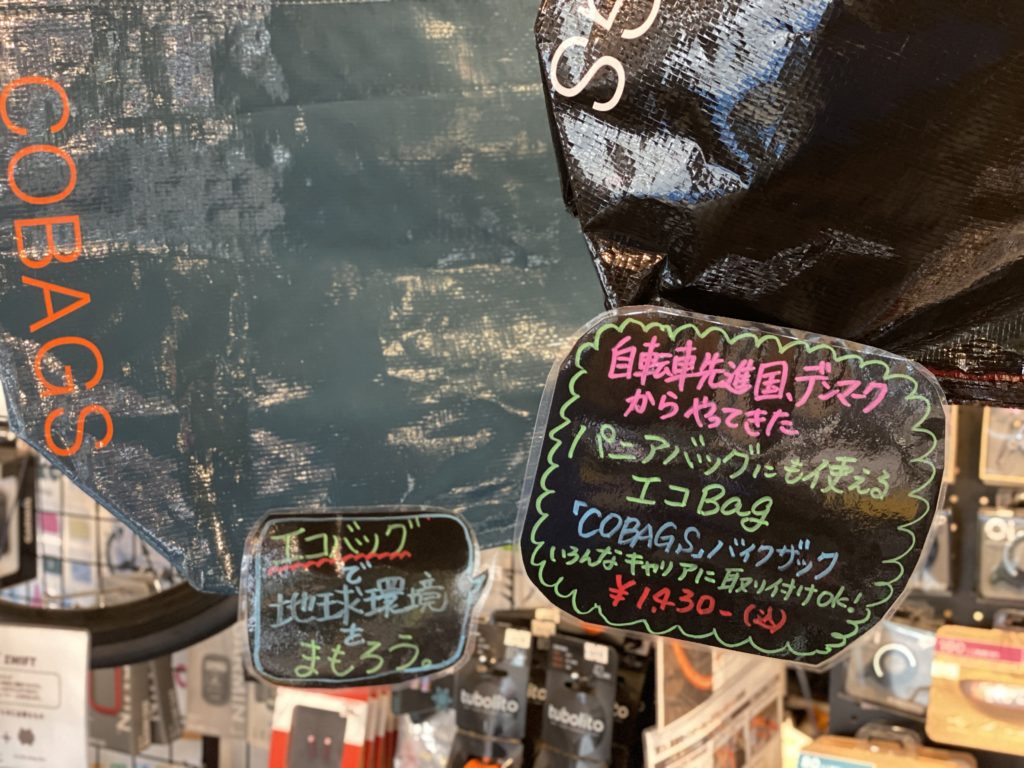 COBAGS
自転車先進国、デンマーク
からやってきた
パニアバッグにも使える
エコBag
「COBAGS」バイクザック
いろんなキャリアに取り付けOK!
￥1,430-(込)
エコバッグ
で
地球環境
を
まもろう。
tubolito
tubolito